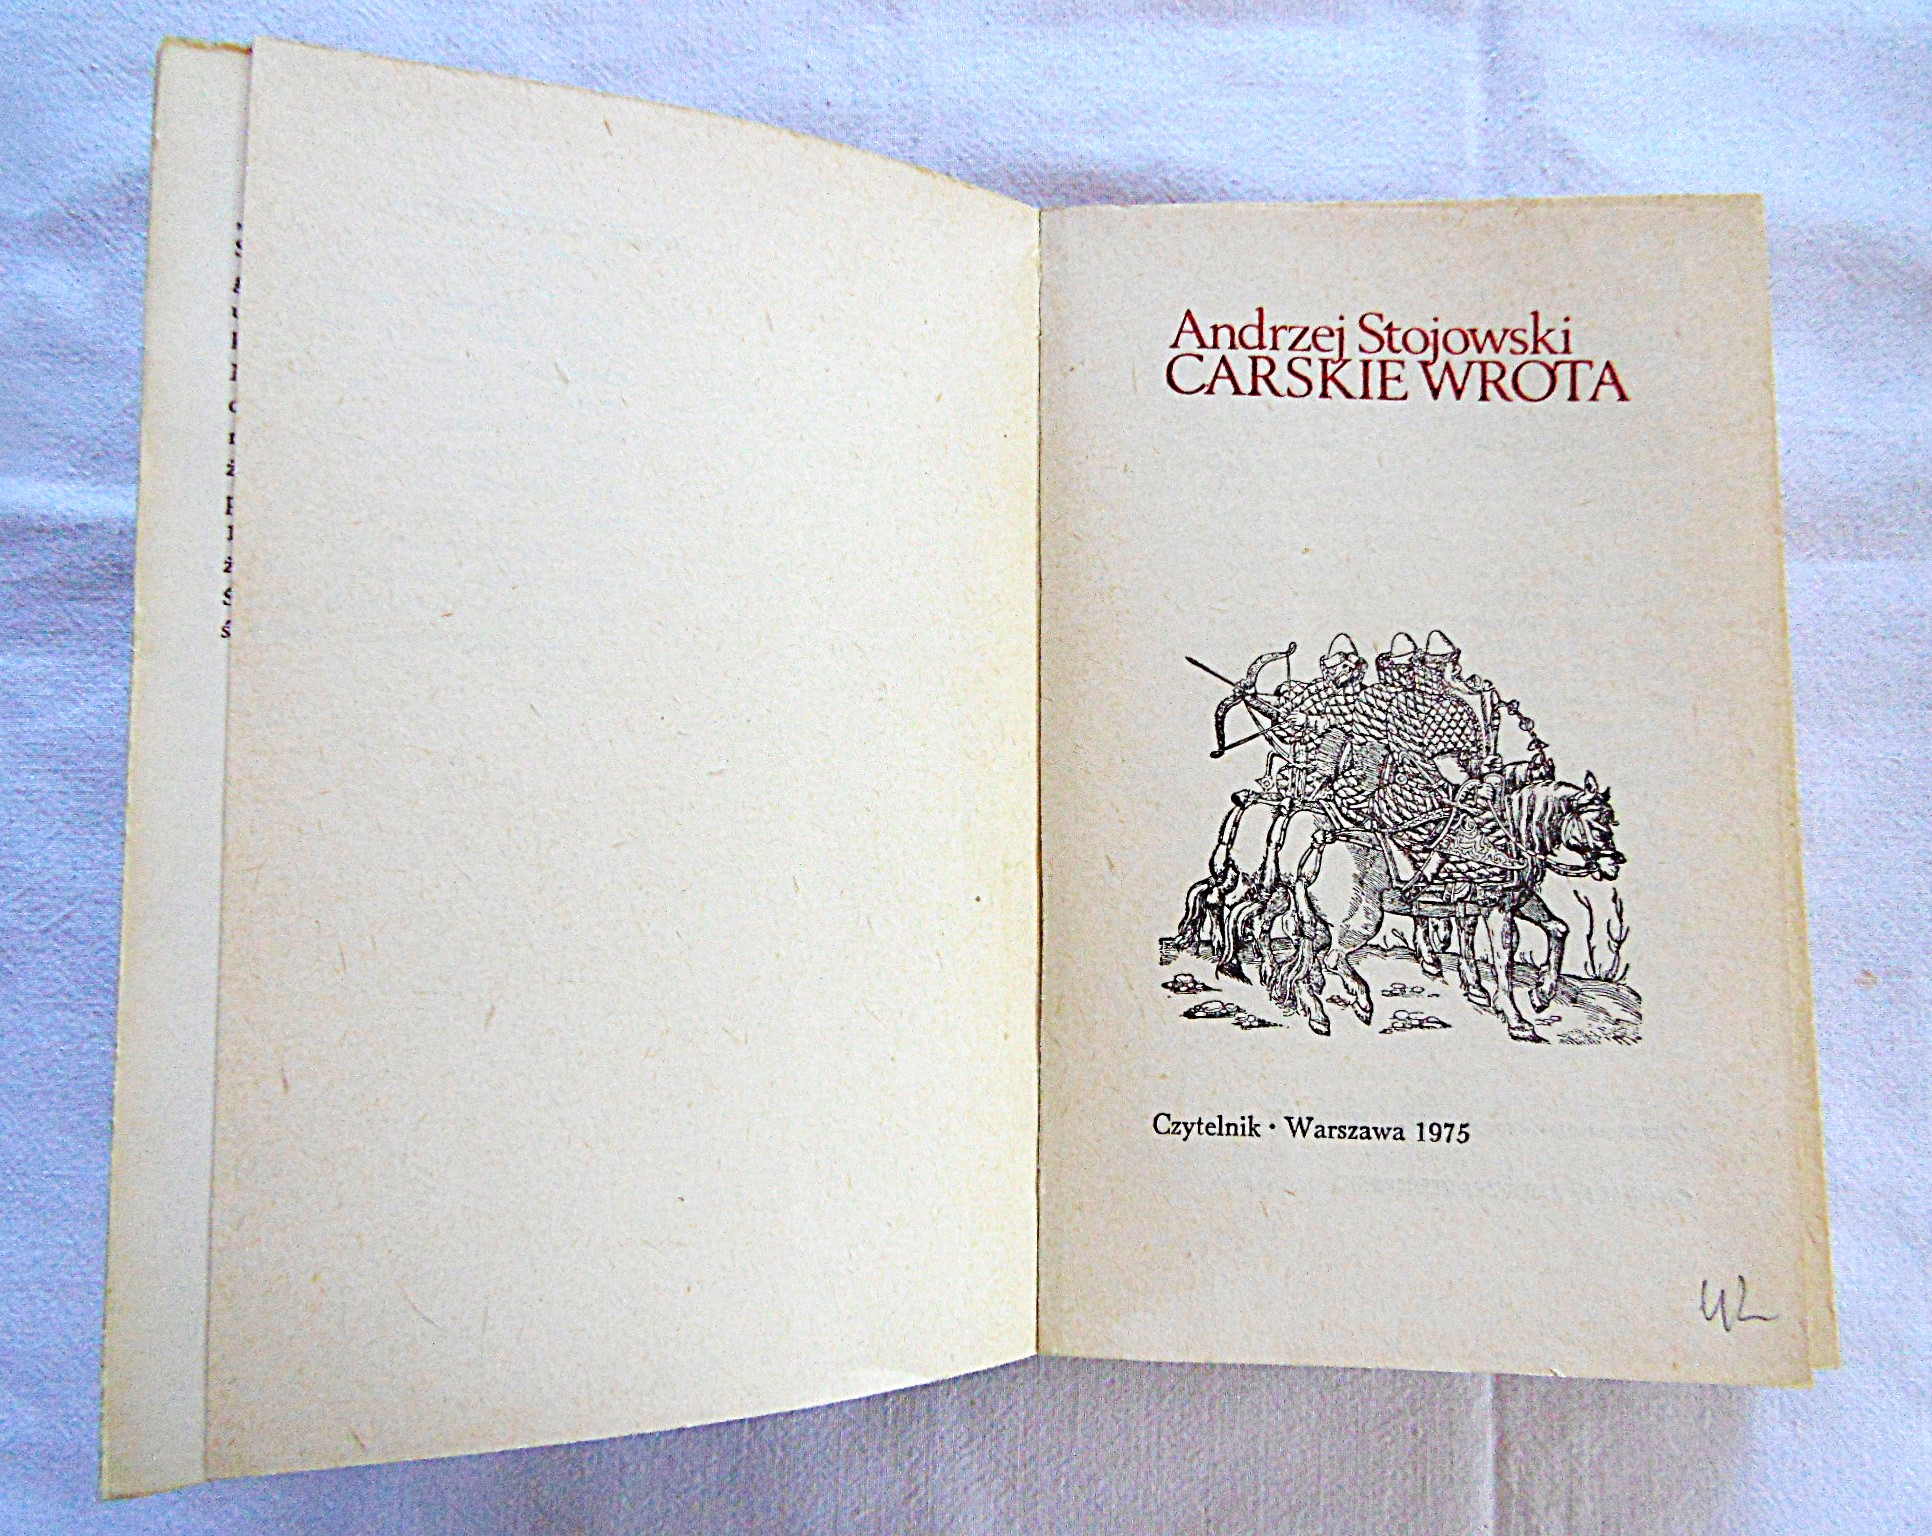 Andrzej Stojowski
CARSKIE WROTA
Czytelnik • Warszawa 1975